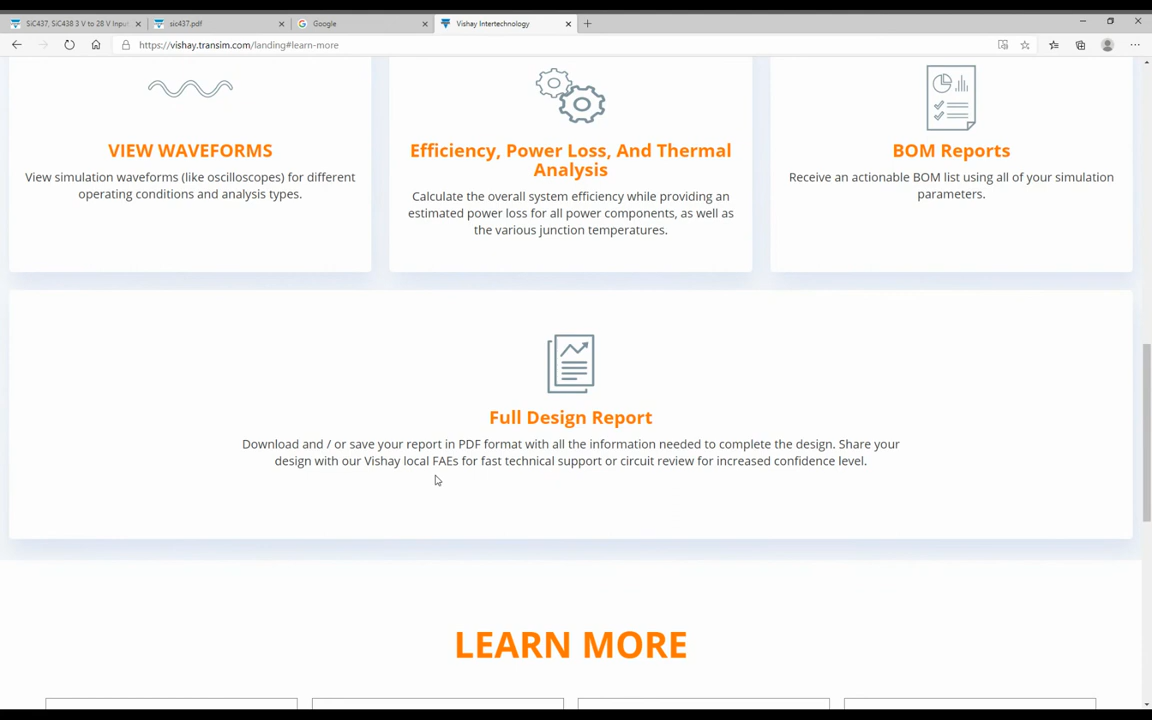 SiC437, SiC438 3 V to 28 V Input
sic437.pdf
Google
Vishay Intertechnology
https://vishay.transim.com/landing#learn-more
VIEW WAVEFORMS
View simulation waveforms (like oscilloscopes) for different
operating conditions and analysis types.
Efficiency, Power Loss, And Thermal
Analysis
Calculate the overall system efficiency while providing an
estimated power loss for all power components, as well as
the various junction temperatures.
BOM Reports
Receive an actionable BOM list using all of your simulation
parameters.
Full Design Report
Download and / or save your report in PDF format with all the information needed to complete the design. Share your
design with our Vishay local FAEs for fast technical support or circuit review for increased confidence level.
LEARN MORE